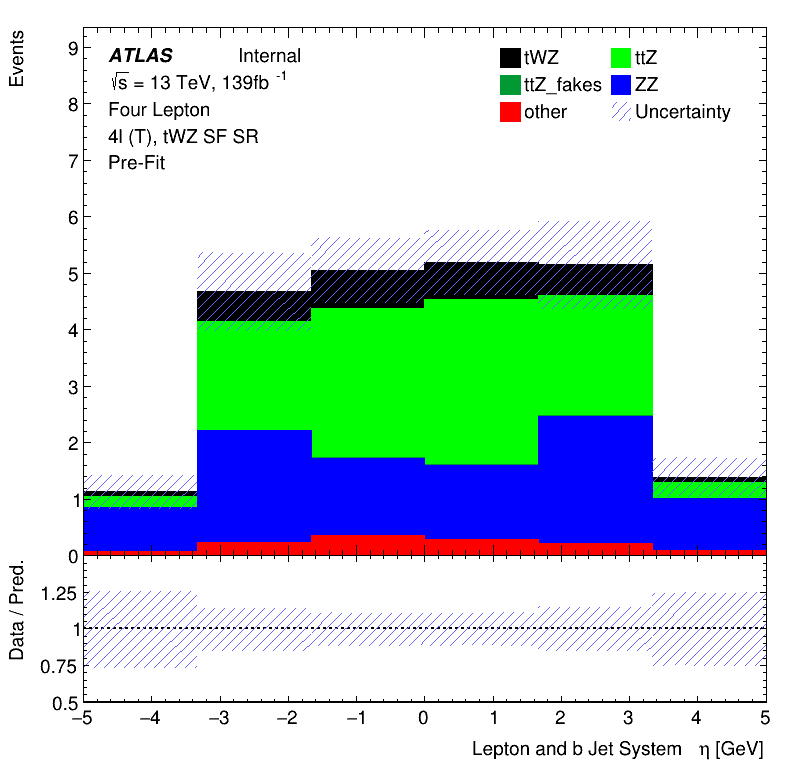 Events
9
8
7
6
5
4
3
2
1
0
ATLAS Internal
√s = 13 TeV, 139fb -1
Four Lepton
4l (T), tWZ SF SR
Pre-Fit
tWZ ttZ
ttZ_fakes ZZ
other Uncertainty
Data / Pred.
1.25
1
0.75
0.5
−5 −4 −3 −2 −1 0 1 2 3 4 5
Lepton and b Jet System η [GeV]